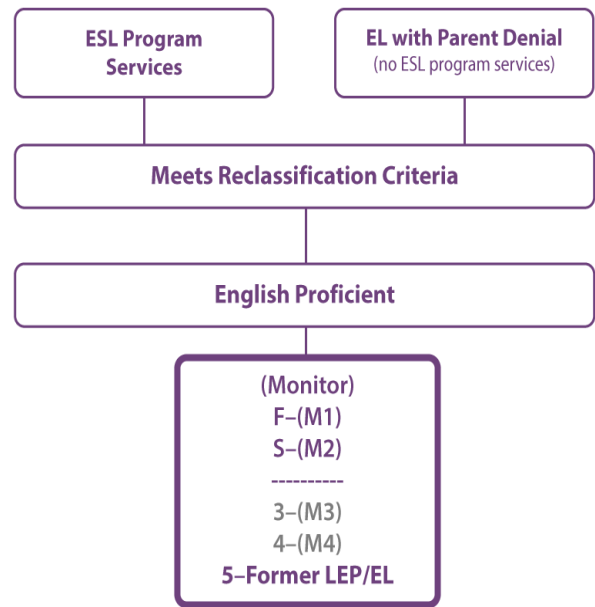 ESL Program
Services
EL with Parent Denial
(no ESL program services)
Meets Reclassification Criteria
English Proficient
(Monitor)
F–(M1)
S–(M2)
----------
3–(M3)
4–(M4)
5–Former LEP/EL